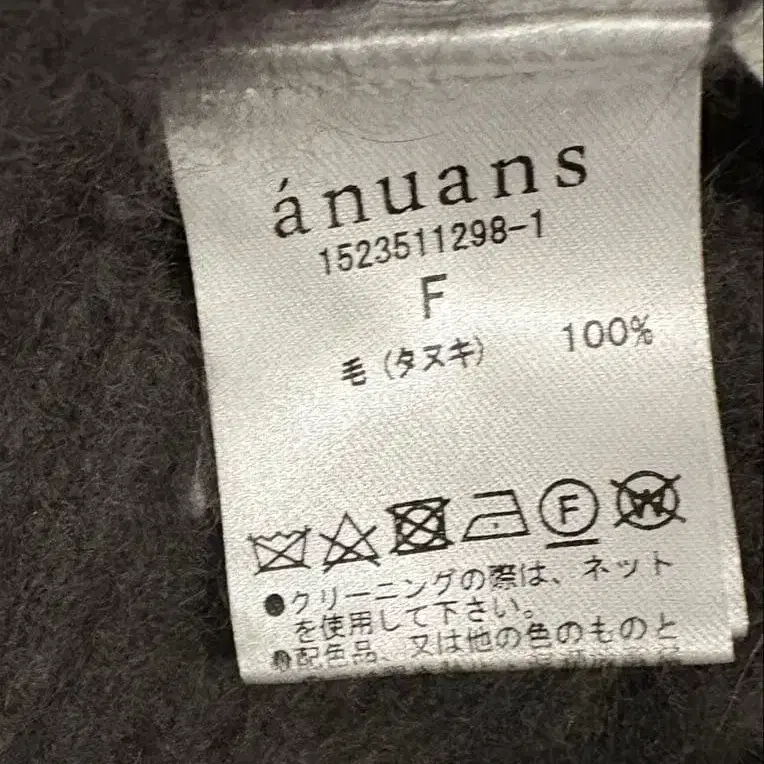 ánuans
1523511298-1
F
毛（タヌキ） 100%
F W
●クリーニングの際は、ネット
を使用して下さい。
●配色品、又は他の色のものと